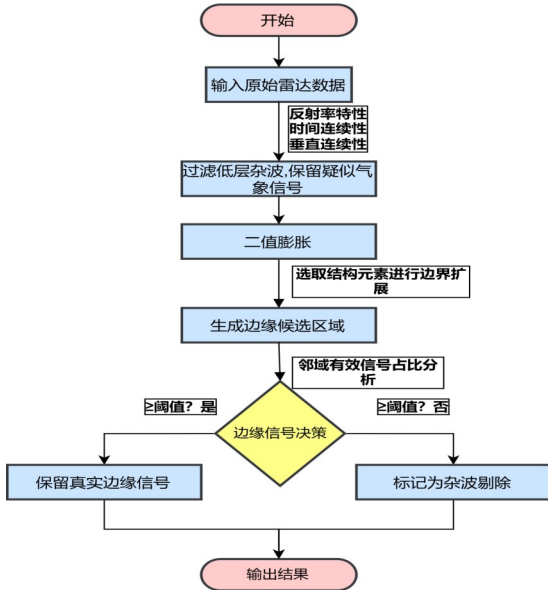 开始
输入原始雷达数据
反射率特性
时间连续性
垂直连续性
过滤低层杂波,保留疑似气
象信号
二值膨胀
选取结构元素进行边界扩
展
生成边缘候选区域
邻域有效信号占比分
析
≥阈值？是
≥阈值？否
边缘信号决策
保留真实边缘信号
标记为杂波剔除
输出结果